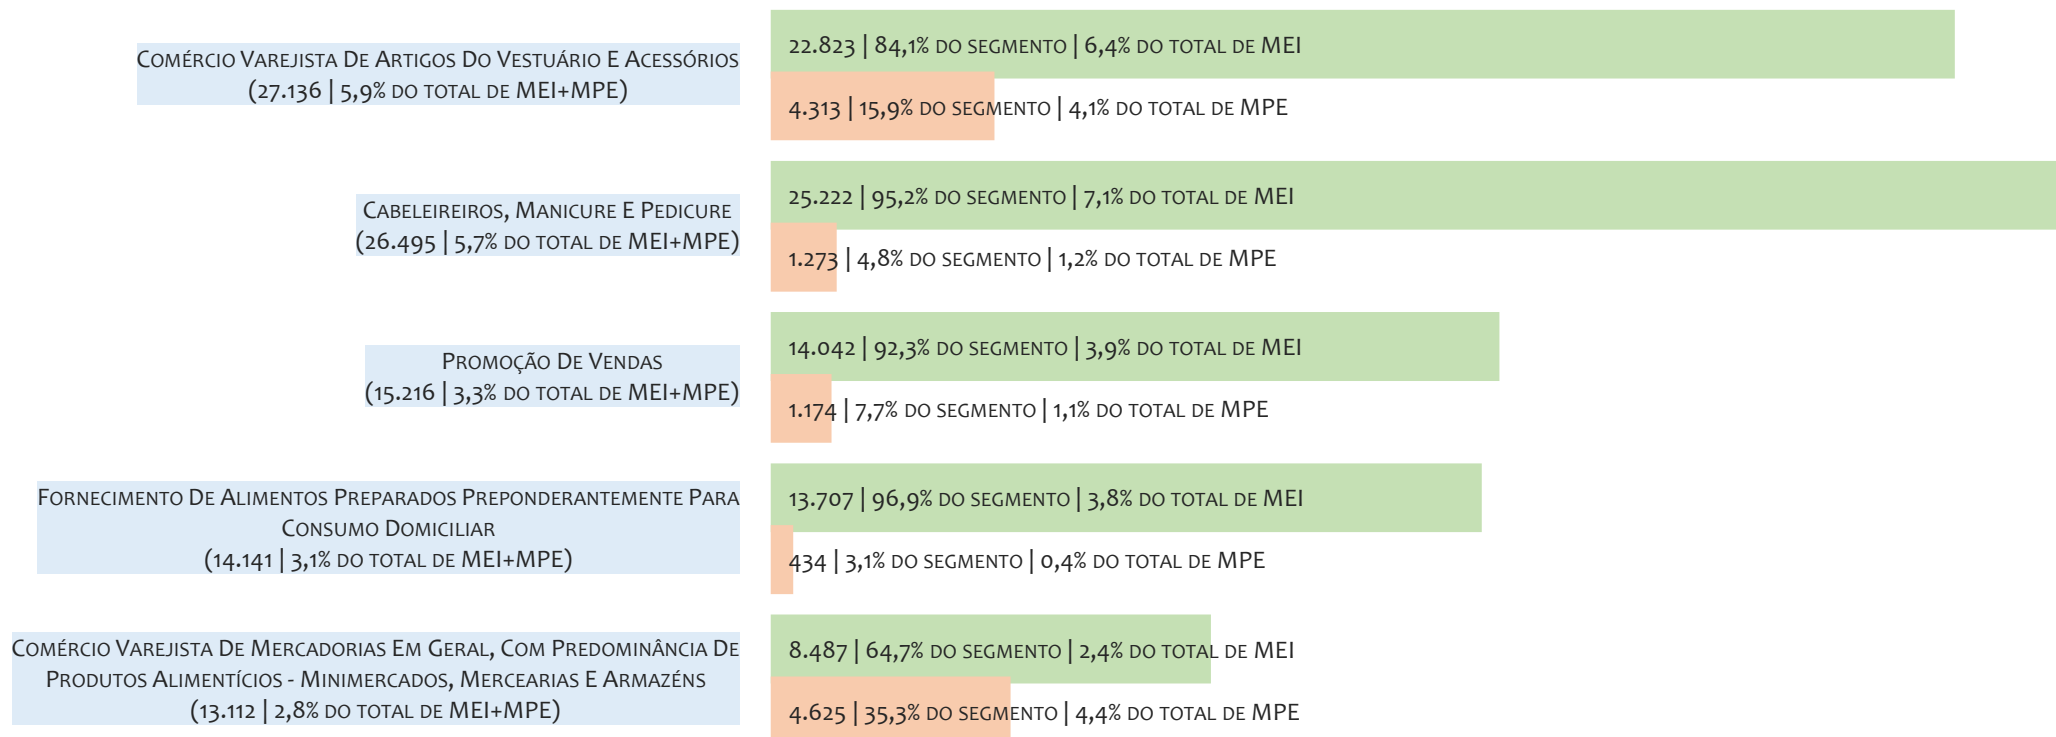 Comércio Varejista De Artigos Do Vestuário E Acessórios
(27.136 | 5,9% do total de MEI+MPE)
22.823 | 84,1% do segmento | 6,4% do total de MEI
4.313 | 15,9% do segmento | 4,1% do total de MPE
Cabeleireiros, Manicure E Pedicure
(26.495 | 5,7% do total de MEI+MPE)
25.222 | 95,2% do segmento | 7,1% do total de MEI
1.273 | 4,8% do segmento | 1,2% do total de MPE
Promoção De Vendas
(15.216 | 3,3% do total de MEI+MPE)
14.042 | 92,3% do segmento | 3,9% do total de MEI
1.174 | 7,7% do segmento | 1,1% do total de MPE
Fornecimento De Alimentos Preparados Preponderantemente Para
Consumo Domiciliar
(14.141 | 3,1% do total de MEI+MPE)
13.707 | 96,9% do segmento | 3,8% do total de MEI
434 | 3,1% do segmento | 0,4% do total de MPE
Comércio Varejista De Mercadorias Em Geral, Com Predominância De
Produtos Alimentícios - Minimercados, Mercearias E Armazéns
(13.112 | 2,8% do total de MEI+MPE)
8.487 | 64,7% do segmento | 2,4% do total de MEI
4.625 | 35,3% do segmento | 4,4% do total de MPE